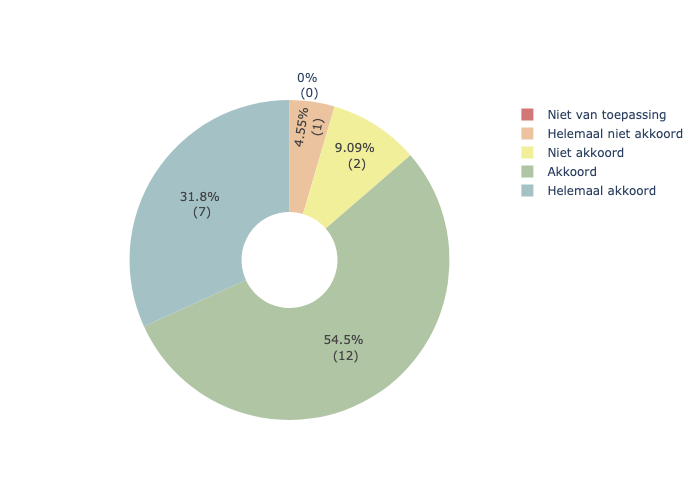 0%
(0)
4.55%
(1)
9.09%
(2)
31.8%
(7)
54.5%
(12)
Niet van toepassing
Helemaal niet akkoord
Niet akkoord
Akkoord
Helemaal akkoord